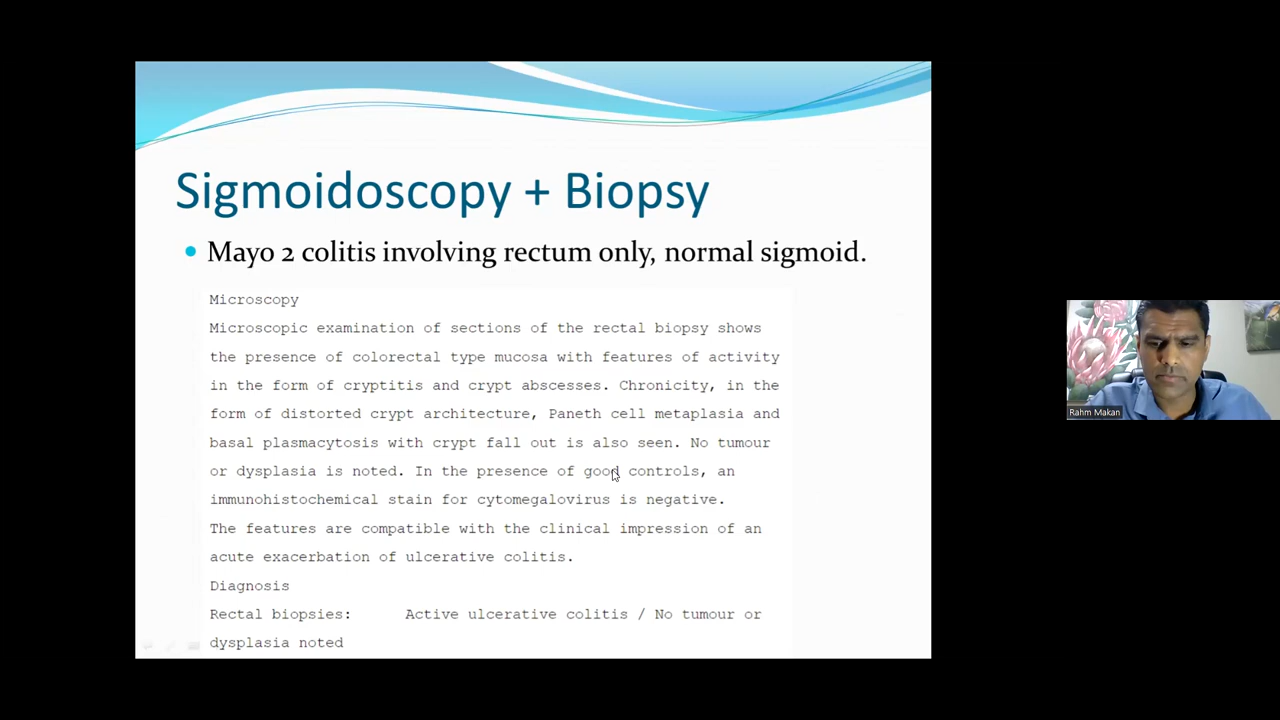 Sigmoidoscopy + Biopsy
Mayo 2 colitis involving rectum only, normal sigmoid.
Microscopy
Microscopic examination of sections of the rectal biopsy shows
the presence of colorectal type mucosa with features of activity
in the form of cryptitis and crypt abscesses. Chronicity, in the
form of distorted crypt architecture, Paneth cell metaplasia and
basal plasmacytosis with crypt fall out is also seen. No tumour
or dysplasia is noted. In the presence of good controls, an
immunohistochemical stain for cytomegalovirus is negative.
The features are compatible with the clinical impression of an
acute exacerbation of ulcerative colitis.
Diagnosis
Rectal biopsies: Active ulcerative colitis / No tumour or
dysplasia noted
Rahm Makan